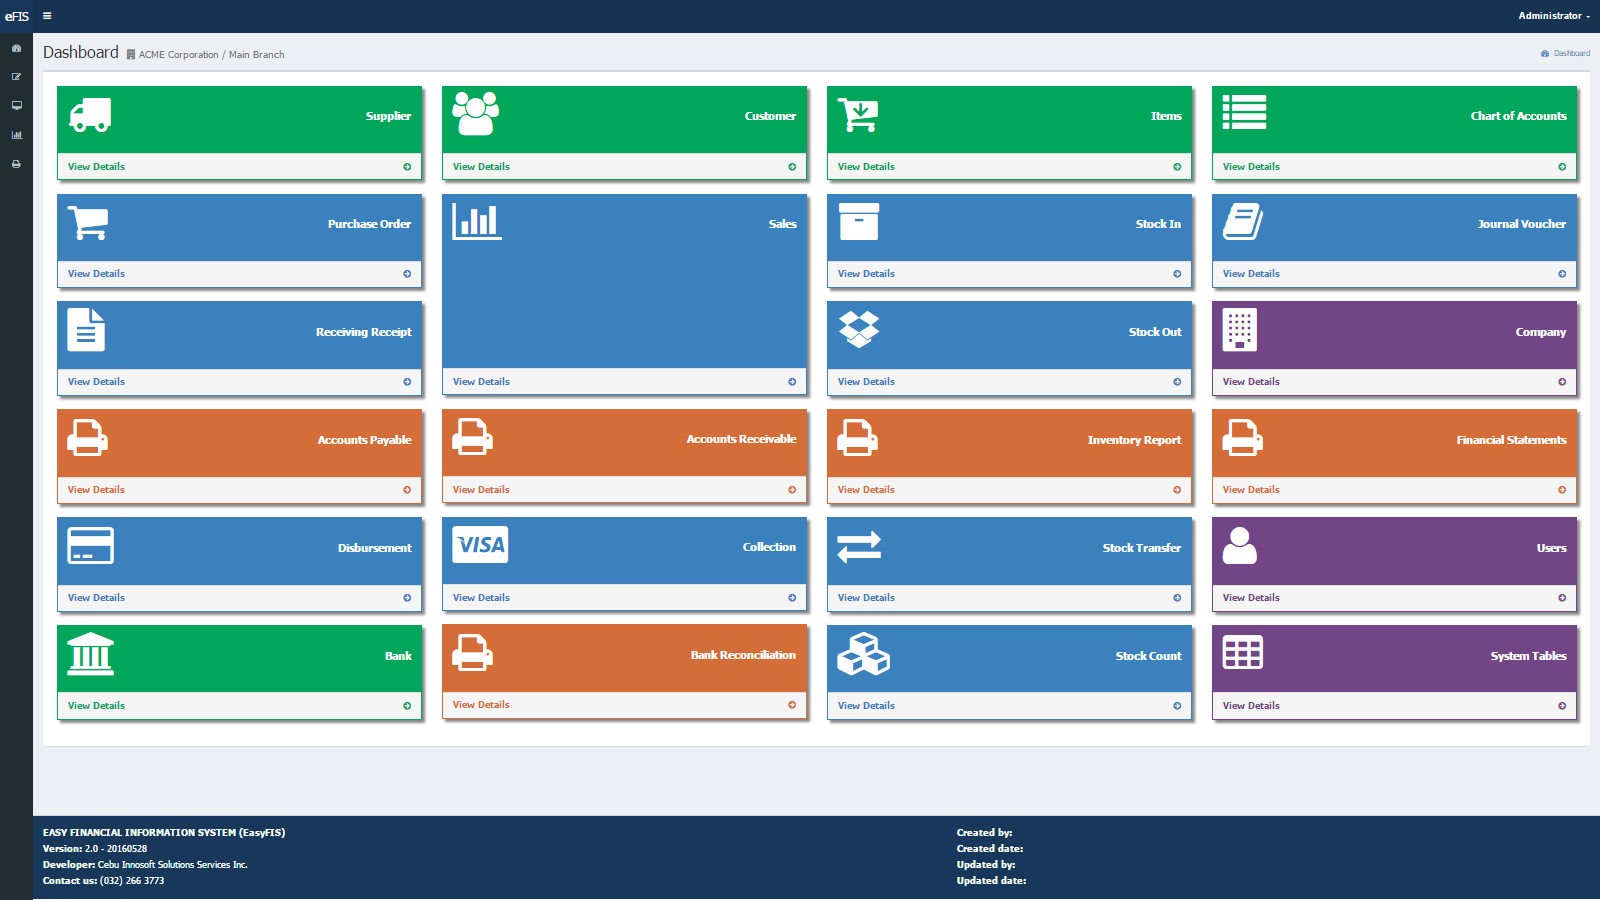 eFIS
Administrator
Dashboard ACME Corporation / Main Branch
Dashboard
Supplier
View Details
Customer
View Details
Items
View Details
Chart of Accounts
View Details
Purchase Order
View Details
Sales
View Details
Stock In
View Details
Journal Voucher
View Details
Receiving Receipt
View Details
Stock Out
View Details
Company
View Details
Accounts Payable
View Details
Accounts Receivable
View Details
Inventory Report
View Details
Financial Statements
View Details
Disbursement
View Details
VISA
Collection
View Details
Stock Transfer
View Details
Users
View Details
Bank
View Details
Bank Reconciliation
View Details
Stock Count
View Details
System Tables
View Details
EASY FINANCIAL INFORMATION SYSTEM (EasyFIS)
Version: 2.0 - 20160528
Developer: Cebu Innosoft Solutions Services Inc.
Contact us: (032) 266 3773
Created by:
Created date:
Updated by:
Updated date: